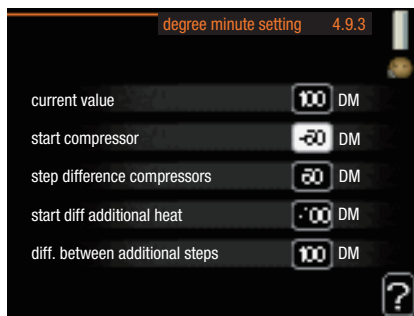 degree minute setting 4.9.3
current value 100 DM
start compressor -60 DM
step difference compressors 60 DM
start diff additional heat DM
diff. between additional steps 100 DM
?